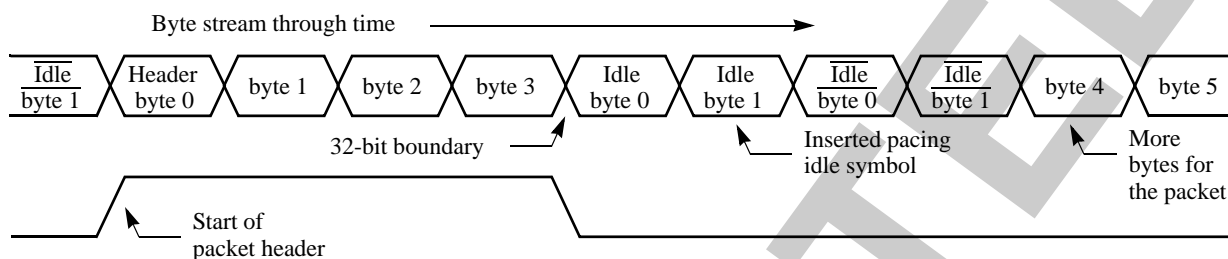 Byte stream through time
Idle Header Idle Idle Idle Idle
byte 1 byte 0 byte 1 byte 2 byte 3 byte 0 byte 1 byte 0 byte 1 byte 4 byte 5
32-bit boundary
Inserted pacing
idle symbol
More
bytes for
the packet
Start of
packet header